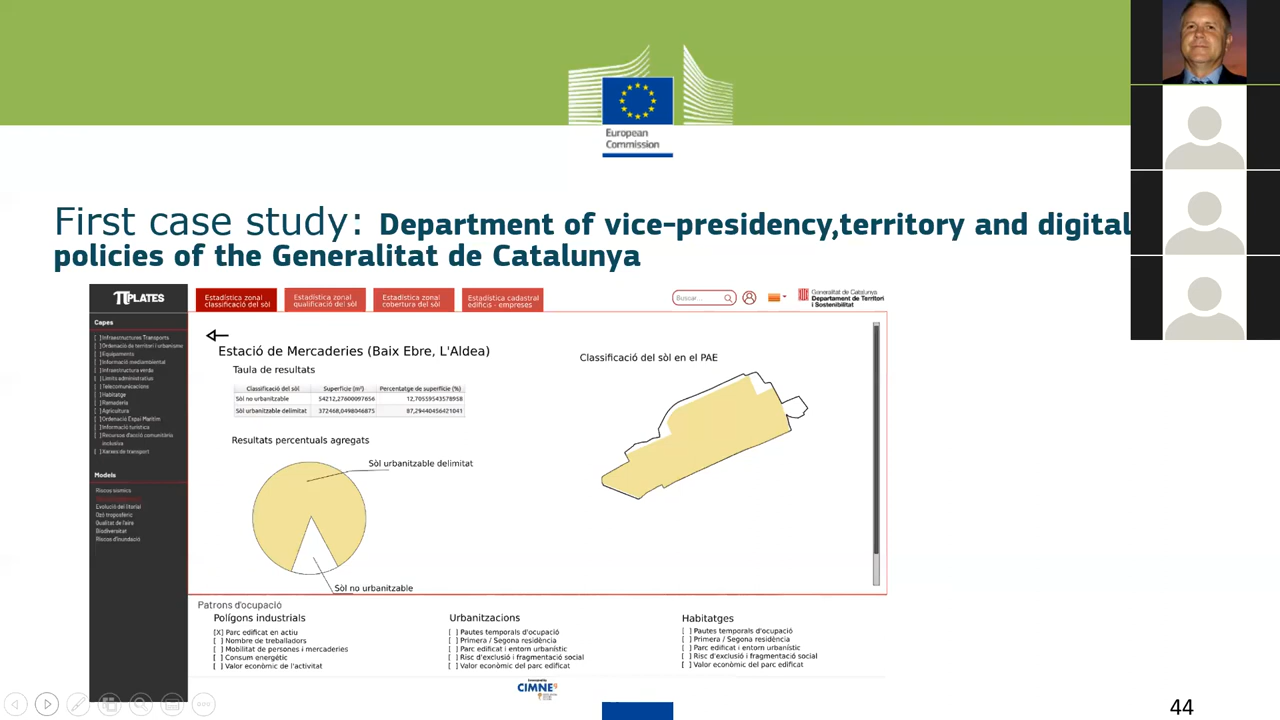 European
Commission
First case study: Department of vice-presidency,territory and digital
policies of the Generalitat de Catalunya
PLATES
Estadística zonal
classificació del sòl
Estadística zonal
qualificació del sòl
Estadística zonal
cobertura del sòl
Estadística cadastral
edificis - empreses
Buscar...
Generalitat de Catalunya
Departament de Territori
i Sostenibilitat
Capes
[ ] Infraestructures Transports
[ ] Ordenació de territori i urbanisme
[ ] Equipaments
[ ] Informació mediambiental
[ ] Infraestructura verda
[ ] Límits administratius
[ ] Telecomunicacions
[ ] Habitatge
[ ] Ramaderia
[ ] Agricultura
[ ] Ordenació Espai Marítim
[ ] Informació turística
[ ] Recursos d'acció comunitària
inclusiva
[ ] Xarxes de transport
Models
Riscos sísmics
Evolució del litorial
Ozó troposfèric
Qualitat de l'aire
Biodiversitat
Riscos d'inundació
Estació de Mercaderies (Baix Ebre, L'Aldea)
Taula de resultats
Classificació del sòl Superfície (m²) Percentatge de superfície (%)
Sòl no urbanitzable 54212,27600097656 12,70559543578958
Sòl urbanitzable delimitat 372468,0498046875 87,29440456421041
Resultats percentuals agregats
Sòl urbanitzable delimitat
Sòl no urbanitzable
Classificació del sòl en el PAE
Patrons d'ocupació
Polígons industrials
[X] Parc edificat en actiu
[ ] Nombre de treballadors
[ ] Mobilitat de persones i mercaderies
[ ] Consum energètic
[ ] Valor econòmic de l'activitat
Urbanitzacions
[ ] Pautes temporals d'ocupació
[ ] Primera / Segona residència
[ ] Parc edificat i entorn urbanístic
[ ] Risc d'exclusió i fragmentació social
[ ] Valor econòmic del parc edificat
Habitatges
[ ] Pautes temporals d'ocupació
[ ] Primera / Segona residència
[ ] Parc edificat i entorn urbanístic
[ ] Risc d'exclusió i fragmentació social
[ ] Valor econòmic del parc edificat
CIMNE
44